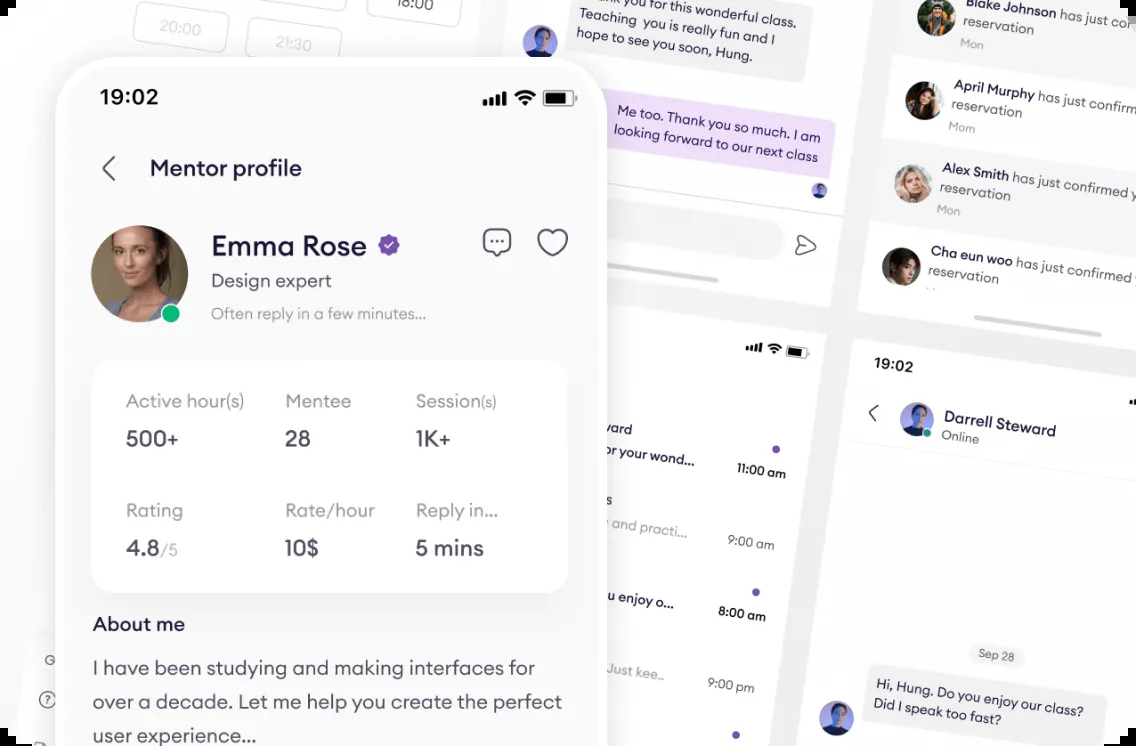 20:00
21:30
18:00
you for this wonderful class.
Teaching you is really fun and I
hope to see you soon, Hung.
Me too. Thank you so much. I am
looking forward to our next class
Blake Johnson has just
reservation
Mon
April Murphy has just confirm
reservation
Mom
Alex Smith has just confirmed y
reservation
Mon
Cha eun woo has just confirmed
reservation
19:02
Mentor profile
Emma Rose
Design expert
Often reply in a few minutes...
Active hour(s)
Mentee
Session(s)
500+
28
1K+
Rating
Rate/hour
Reply in...
4.8/5
10$
5 mins
About me
I have been studying and making interfaces for
over a decade. Let me help you create the perfect
user experience...
ward
or your wond...
11:00 am
s
and practi...
9:00 am
u enjoy o...
8:00 am
Just kee..
9:00 pm
19:02
Darrell Steward
Online
Sep 28
Hi, Hung. Do you enjoy our class?
Did I speak too fast?
G
?